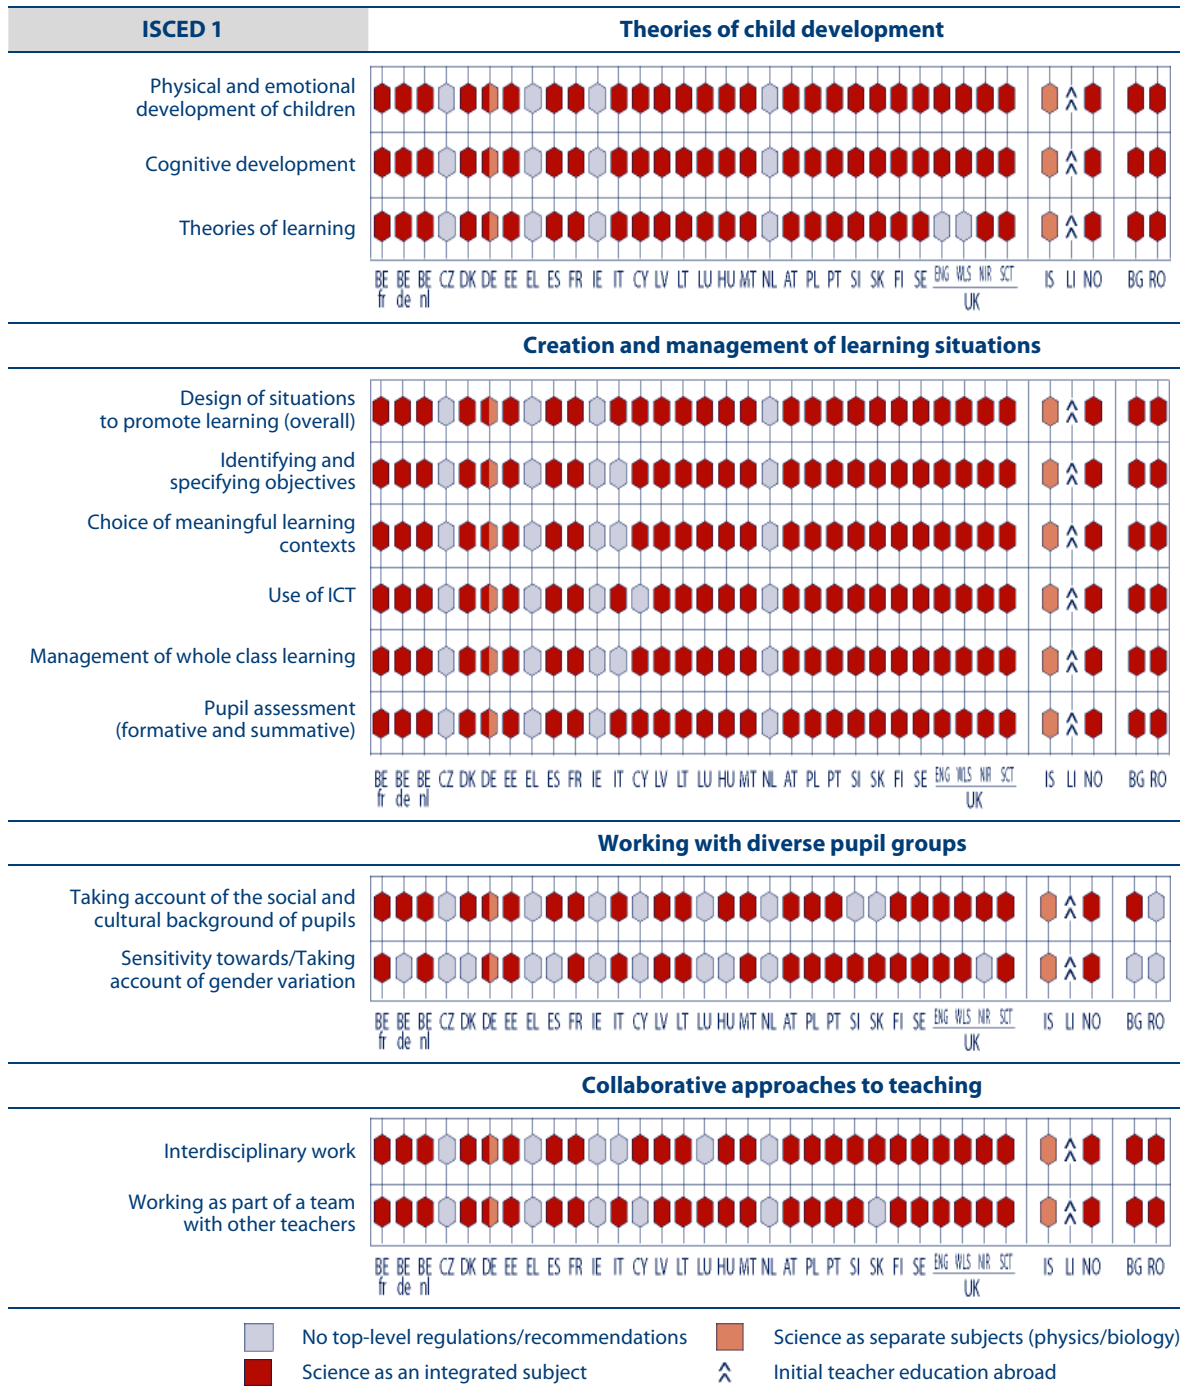 ISCED 1 Theories of child development
Physical and emotional
development of children
Cognitive development
Theories of learning
BE BE BE CZ DK DE EE EL ES FR IE IT CY LV LT LU HU MT NL AT PL PT SI SK FI SE ENG WLS NIR SCT IS LI NO BG RO
fr de nl UK
Creation and management of learning situations
Design of situations
to promote learning (overall)
Identifying and
specifying objectives
Choice of meaningful learning
contexts
Use of ICT
Management of whole class learning
Pupil assessment
(formative and summative)
BE BE BE CZ DK DE EE EL ES FR IE IT CY LV LT LU HU MT NL AT PL PT SI SK FI SE ENG WLS NIR SCT IS LI NO BG RO
fr de nl UK
Working with diverse pupil groups
Taking account of the social and
cultural background of pupils
Sensitivity towards/Taking
account of gender variation
BE BE BE CZ DK DE EE EL ES FR IE IT CY LV LT LU HU MT NL AT PL PT SI SK FI SE ENG WLS NIR SCT IS LI NO BG RO
fr de nl UK
Collaborative approaches to teaching
Interdisciplinary work
Working as part of a team
with other teachers
BE BE BE CZ DK DE EE EL ES FR IE IT CY LV LT LU HU MT NL AT PL PT SI SK FI SE ENG WLS NIR SCT IS LI NO BG RO
fr de nl UK
No top-level regulations/recommendations Science as separate subjects (physics/biology)
Science as an integrated subject Initial teacher education abroad